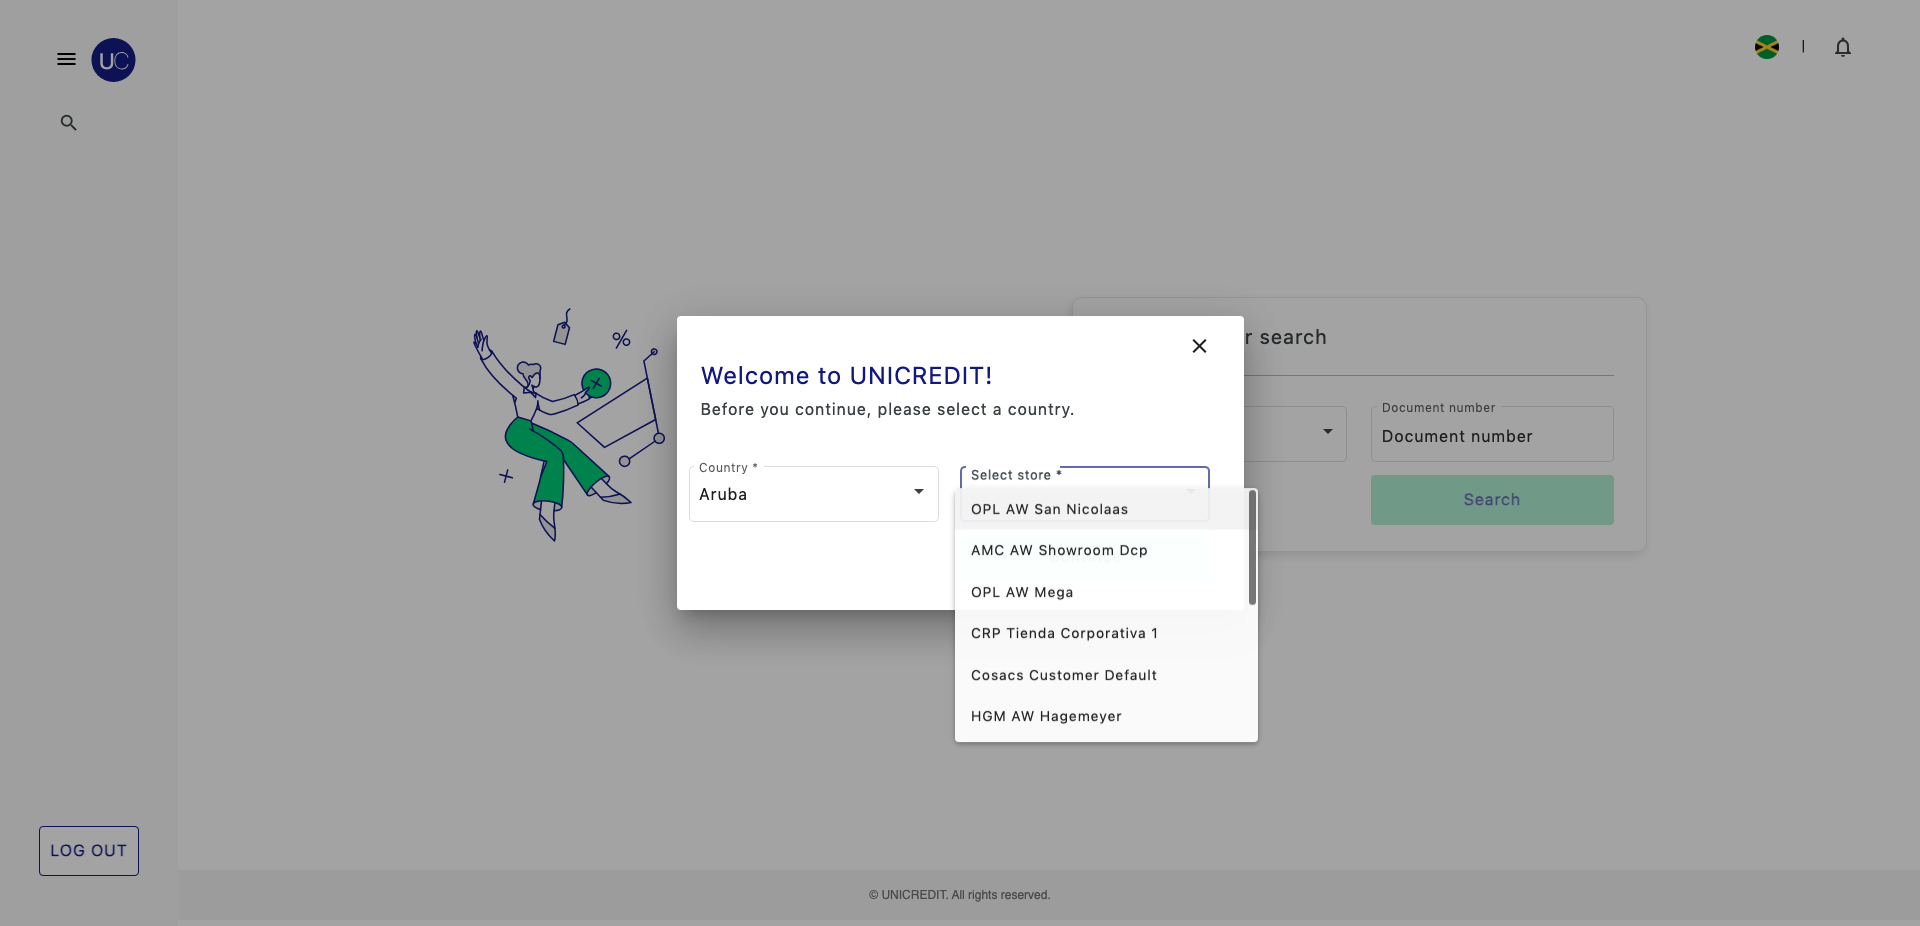 UC
Welcome to UNICREDIT!
Before you continue, please select a country.
Country *
Aruba
Select store *
OPL AW San Nicolaas
AMC AW Showroom Dcp
OPL AW Mega
CRP Tienda Corporativa 1
Cosacs Customer Default
HGM AW Hagemeyer
r search
Document number
Document number
Search
%
LOG OUT
© UNICREDIT. All rights reserved.